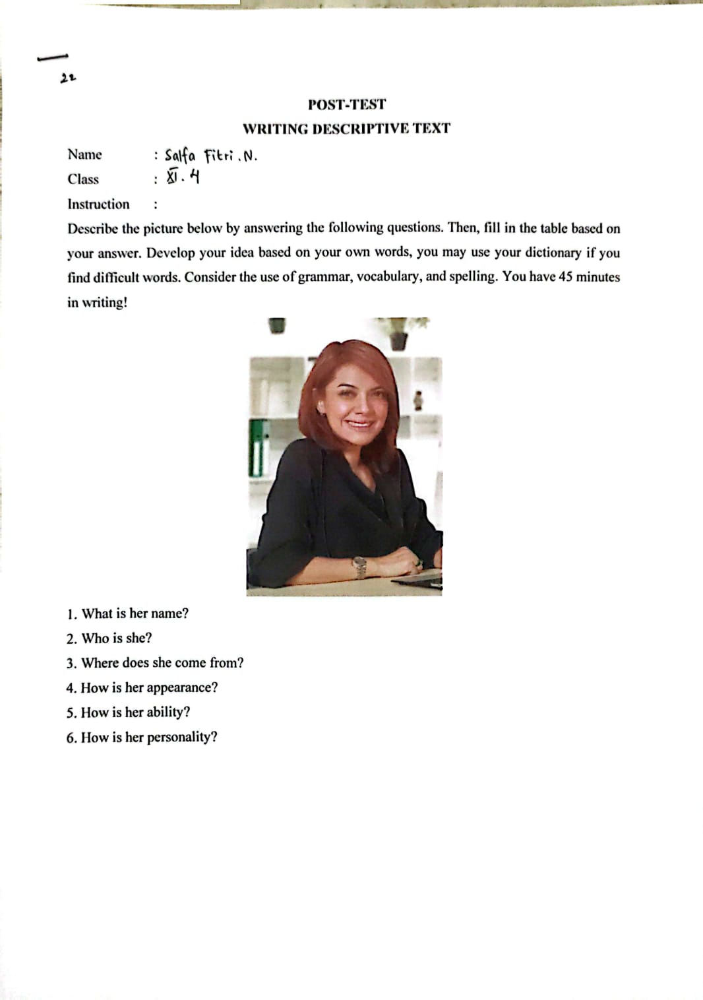 22
POST-TEST
WRITING DESCRIPTIVE TEXT
Name : Salfa Fitri .N.
Class : XI.4
Instruction :
Describe the picture below by answering the following questions. Then, fill in the table based on
your answer. Develop your idea based on your own words, you may use your dictionary if you
find difficult words. Consider the use of grammar, vocabulary, and spelling. You have 45 minutes
in writing!
1. What is her name?
2. Who is she?
3. Where does she come from?
4. How is her appearance?
5. How is her ability?
6. How is her personality?